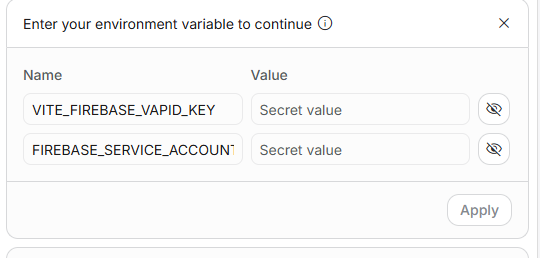 Enter your environment variable to continue
Name Value
VITE_FIREBASE_VAPID_KEY Secret value
FIREBASE_SERVICE_ACCOUNT Secret value
Apply